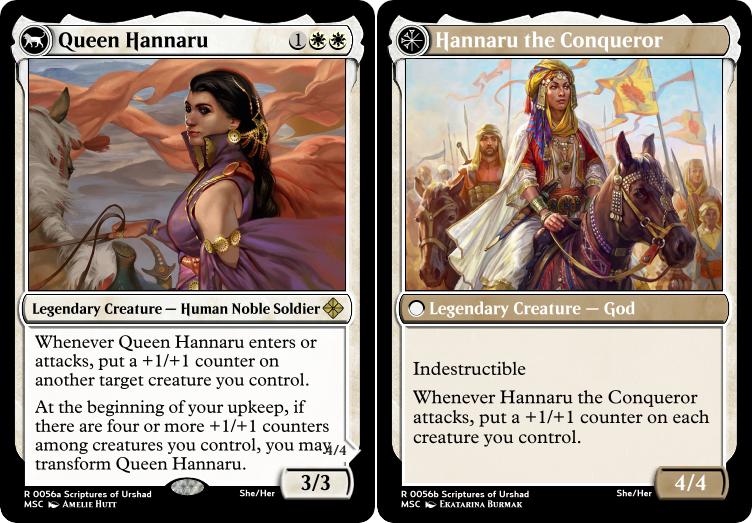 Queen Hannaru 1
Legendary Creature — Human Noble Soldier
Whenever Queen Hannaru enters or
attacks, put a +1/+1 counter on
another target creature you control.
At the beginning of your upkeep, if
there are four or more +1/+1 counters
among creatures you control, you may
transform Queen Hannaru.
4/4
3/3
R 0056a Scriptures of Urshad
MSC Amelie Hutt
She/Her
Hannaru the Conqueror
Legendary Creature — God
Indestructible
Whenever Hannaru the Conqueror
attacks, put a +1/+1 counter on each
creature you control.
4/4
R 0056b Scriptures of Urshad
MSC Ekatarina Burmak
She/Her